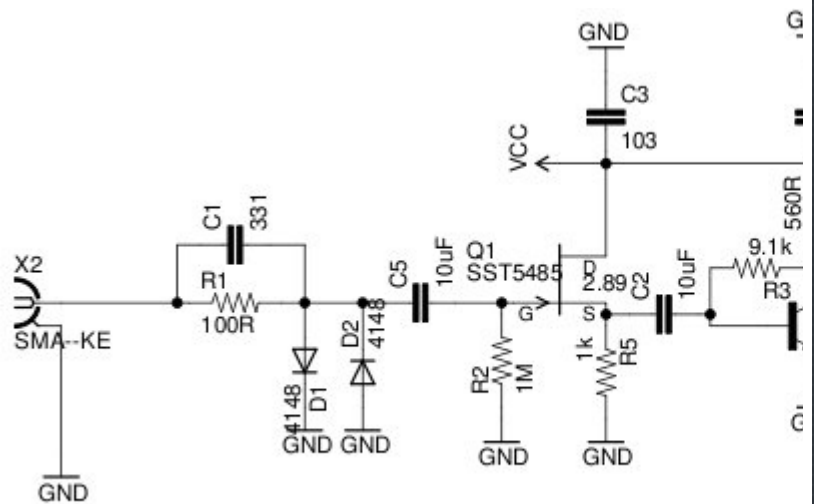 GND
G
C3
103
VCC
560R
C1
331
X2
R1
100R
SMA--KE
GND
4148
D1
GND
D2
4148
GND
C5
10uF
Q1
SST5485
D
2.89
G
S
R2
1M
GND
1k
R5
GND
C2
10uF
9.1k
R3
G